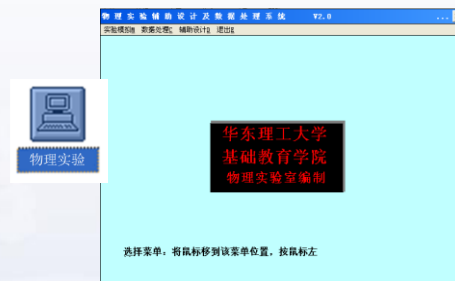 物理实验辅助设计及数据处理系统 V2.0 ...
实验模拟 数据处理 辅助设计 退出
华东理工大学
基础教育学院
物理实验室编制
物理实验
选择菜单：将鼠标移到该菜单位置，按鼠标左